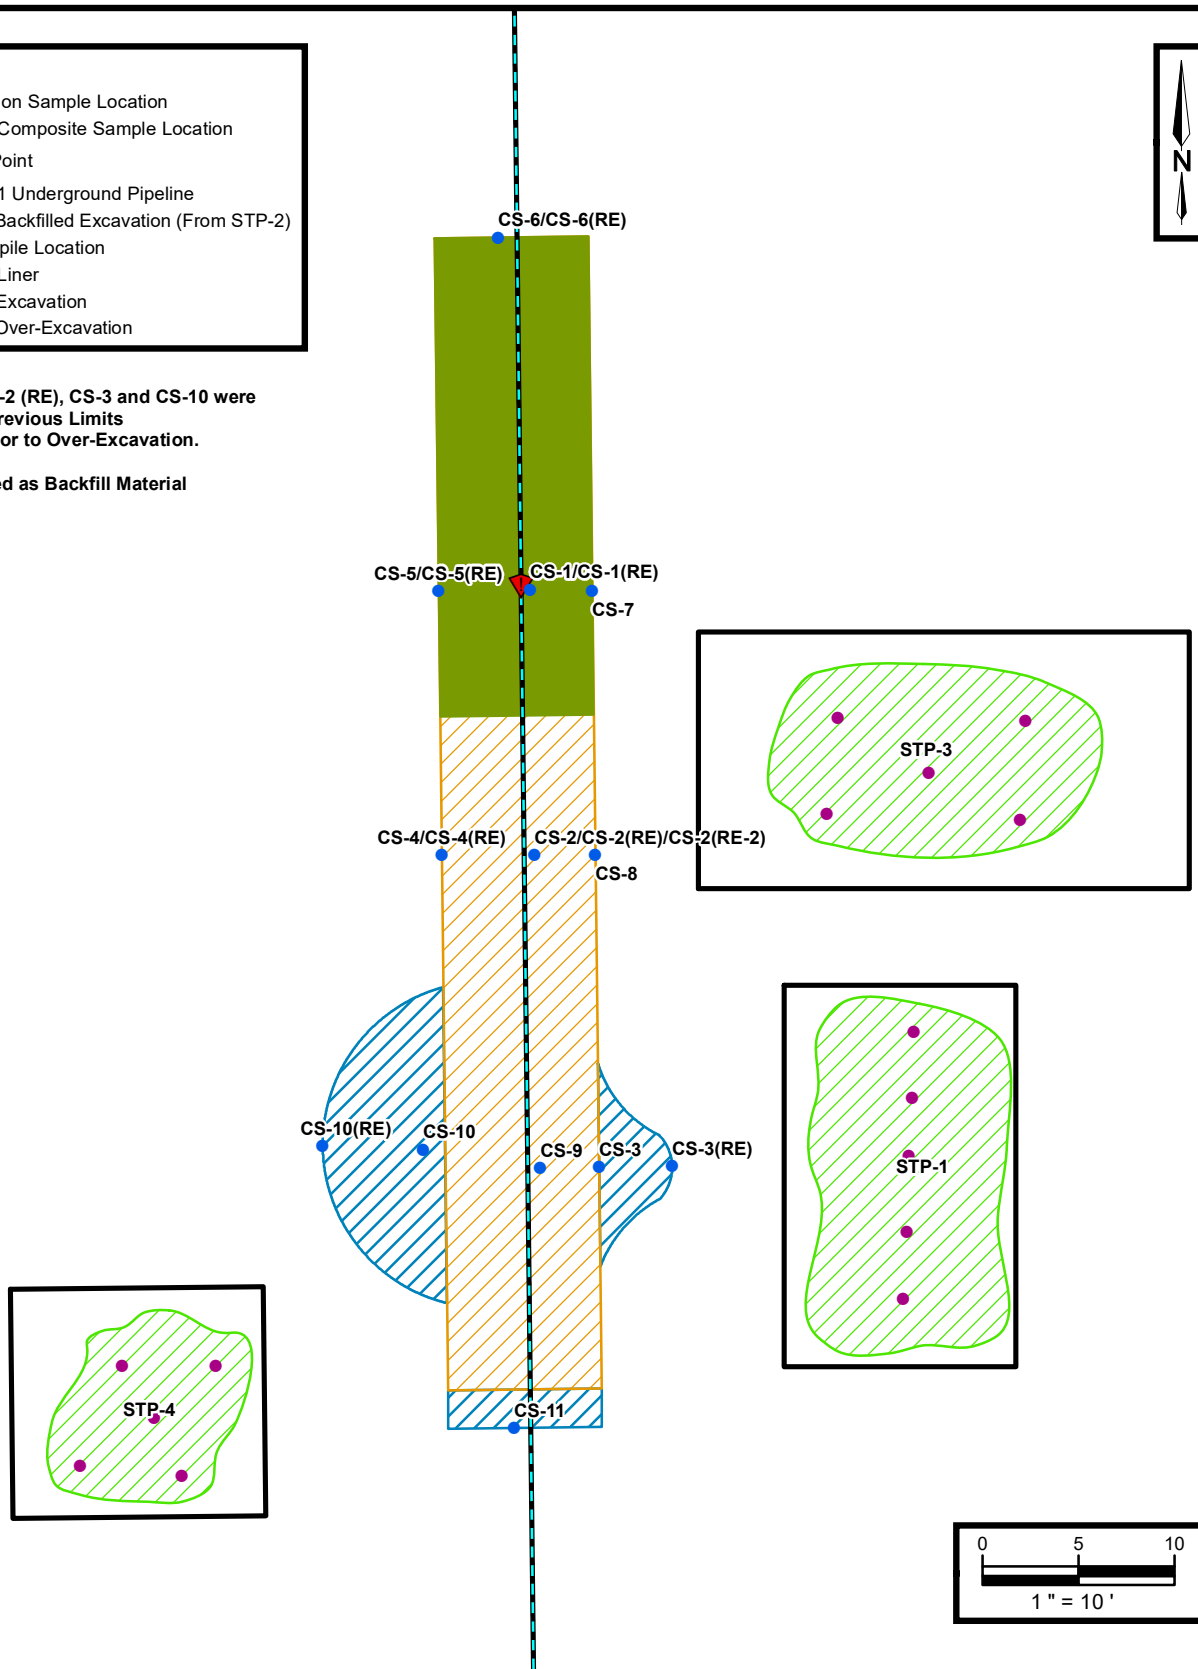 on Sample Location
Composite Sample Location
Point
1 Underground Pipeline
Backfilled Excavation (From STP-2)
pile Location
Liner
Excavation
Over-Excavation
-2 (RE), CS-3 and CS-10 were
revious Limits
or to Over-Excavation.
ed as Backfill Material
N
CS-6/CS-6(RE)
CS-5/CS-5(RE)
CS-1/CS-1(RE)
CS-7
STP-3
CS-4/CS-4(RE)
CS-2/CS-2(RE)/CS-2(RE-2)
CS-8
CS-10(RE)
CS-10
CS-9
CS-3
CS-3(RE)
STP-1
STP-4
CS-11
0 5 10
1 " = 10 '